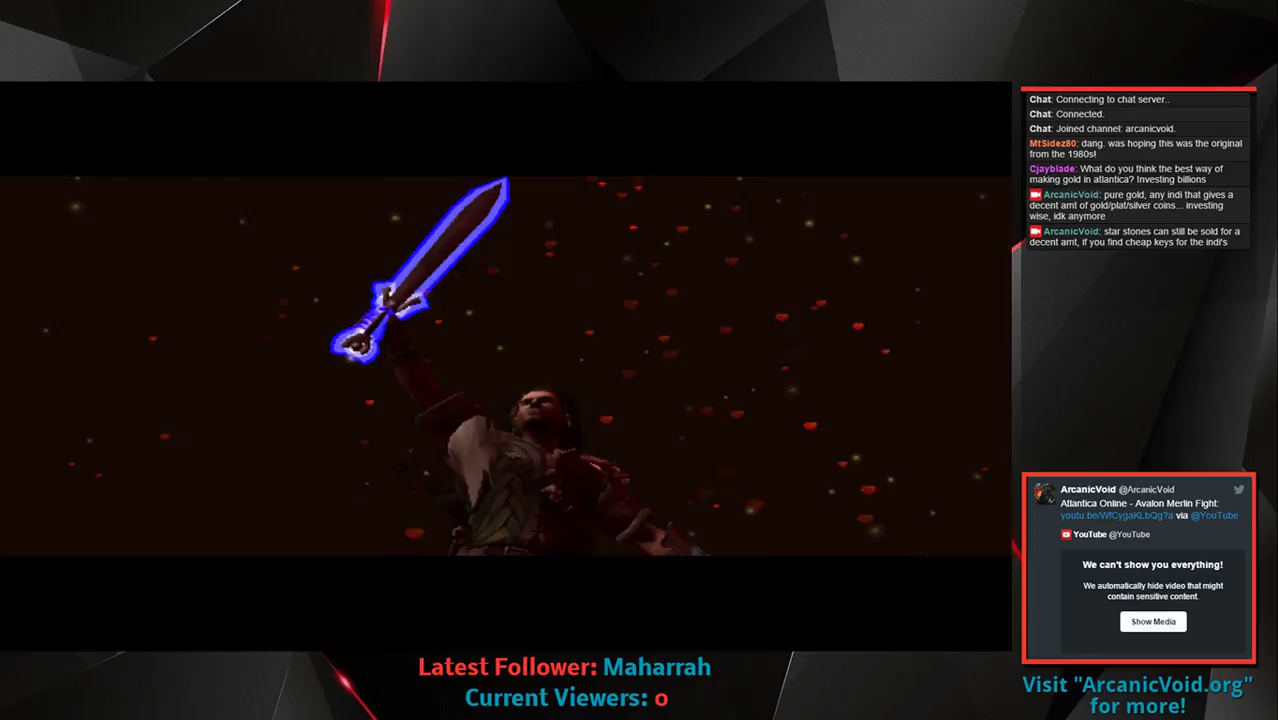 Chat: Connecting to chat server..
Chat: Connected.
Chat: Joined channel: arcanicvoid.
MtSidez80: dang. was hoping this was the original
from the 1980s!
Cjayblade: What do you think the best way of
making gold in atlantica? Investing billions
ArcanicVoid: pure gold, any indi that gives a
decent amt of gold/plat/silver coins... investing
wise, idk anymore
ArcanicVoid: star stones can still be sold for a
decent amt, if you find cheap keys for the indi's
ArcanicVoid @ArcanicVoid
Atlantica Online - Avalon Merlin Fight:
youtu.be/WfCygaKLbQg?a via @YouTube
YouTube @YouTube
We can't show you everything!
We automatically hide video that might
contain sensitive content.
Show Media
Latest Follower: Maharrah
Current Viewers: 0
Visit "ArcanicVoid.org"
for more!